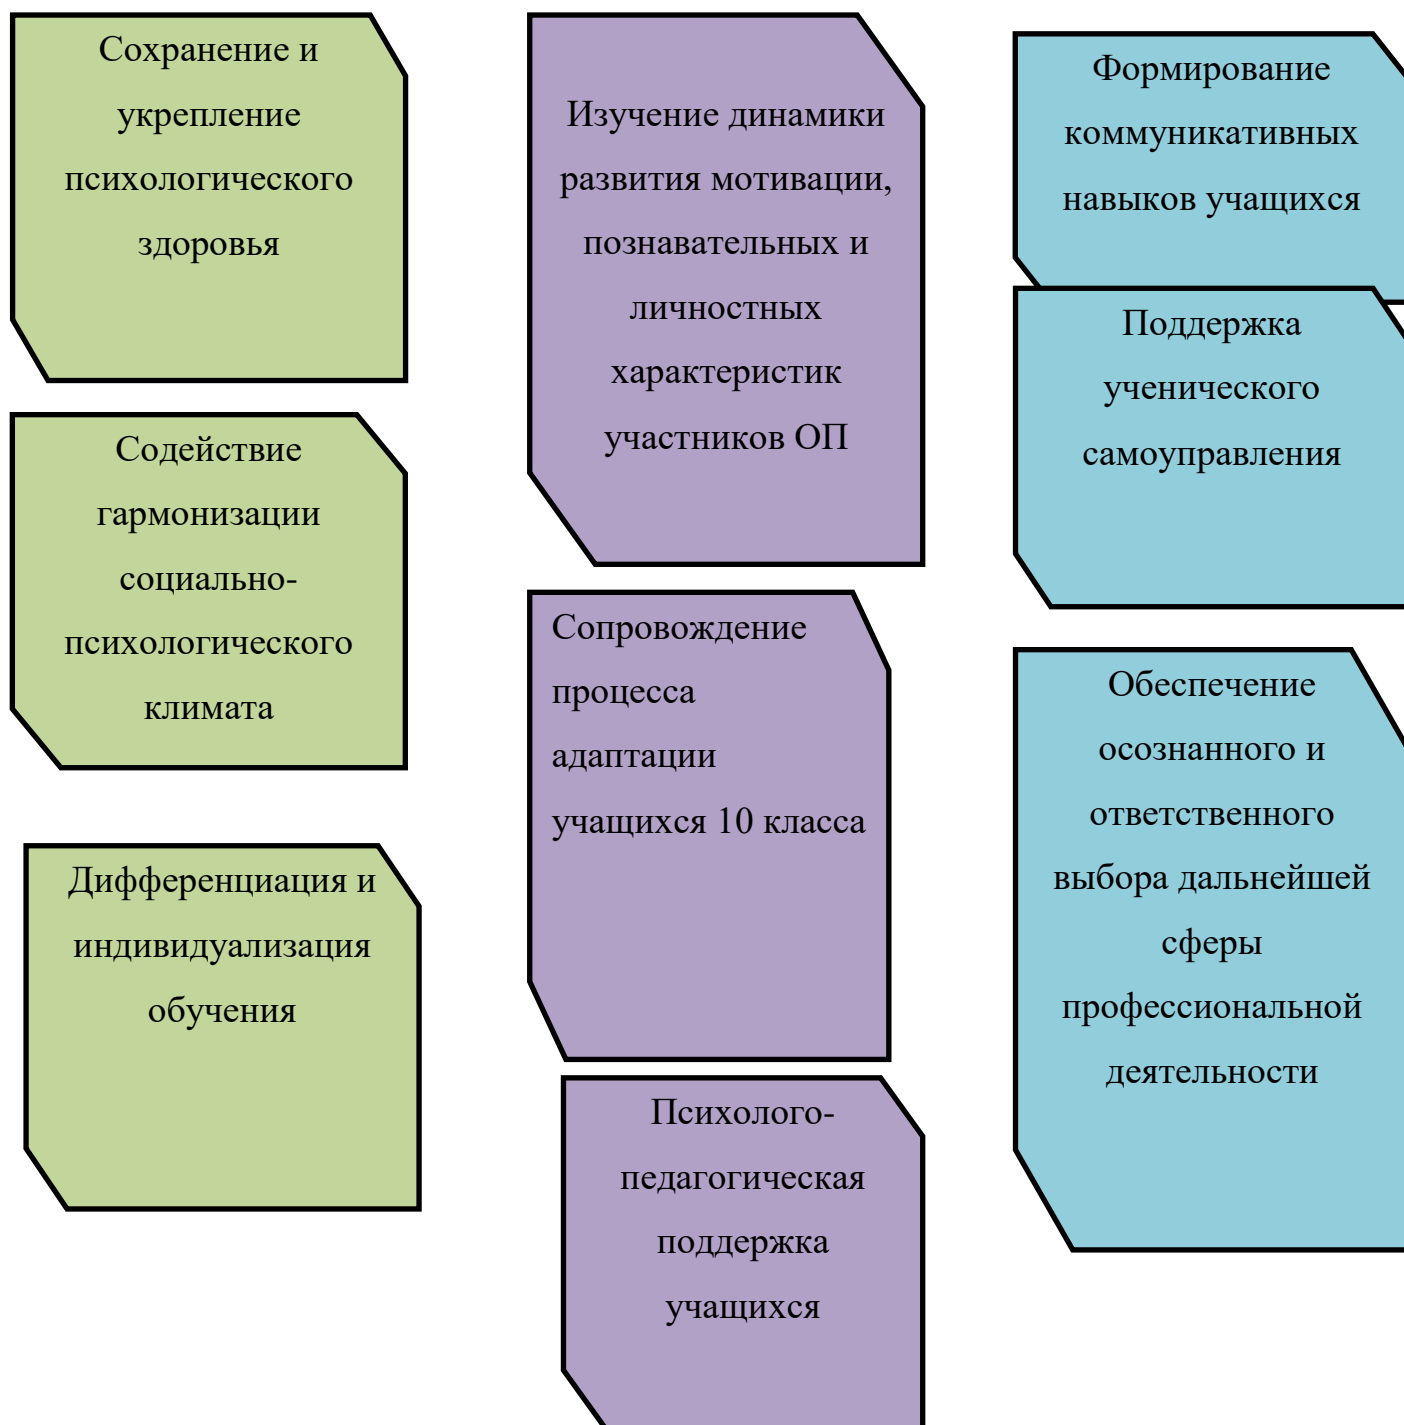 Сохранение и
укрепление
психологического
здоровья
Содействие
гармонизации
социально-
психологического
климата
Дифференциация и
индивидуализация
обучения
Изучение динамики
развития мотивации,
познавательных и
личностных
характеристик
участников ОП
Сопровождение
процесса
адаптации
учащихся 10 класса
Психолого-
педагогическая
поддержка
учащихся
Формирование
коммуникативных
навыков учащихся
Поддержка
ученического
самоуправления
Обеспечение
осознанного и
ответственного
выбора дальнейшей
сферы
профессиональной
деятельности